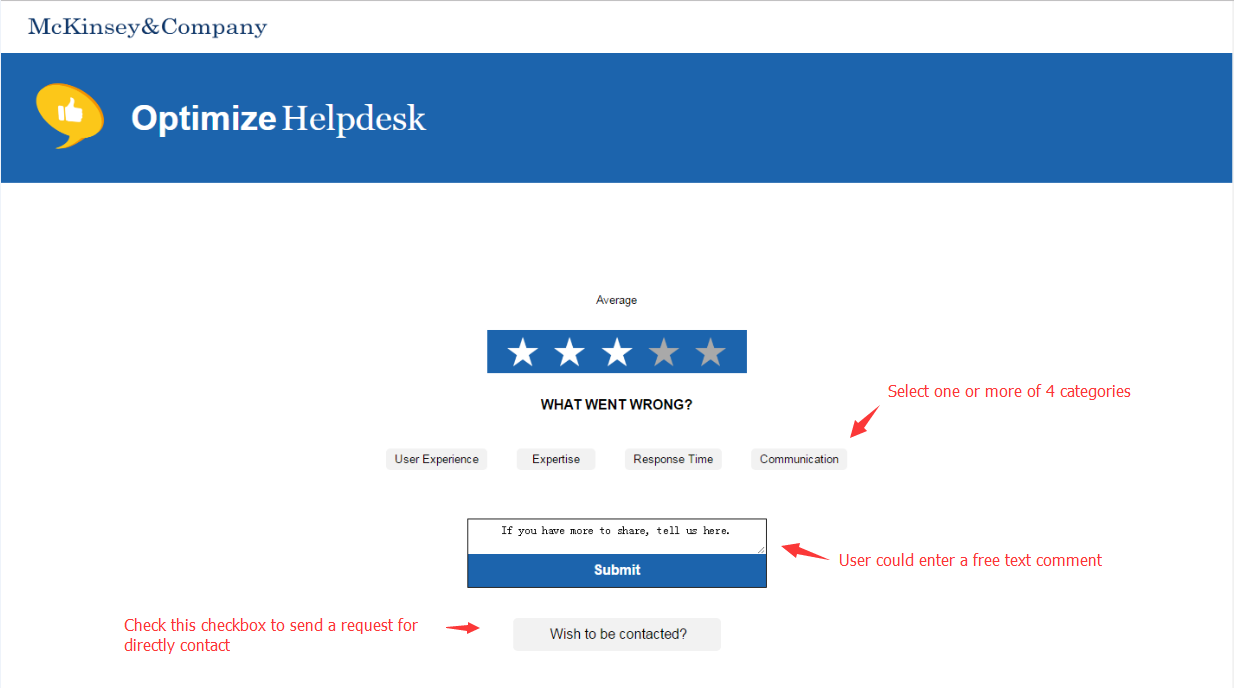 McKinsey&Company
Optimize Helpdesk
Average
WHAT WENT WRONG?
Select one or more of 4 categories
User Experience
Expertise
Response Time
Communication
If you have more to share, tell us here.
User could enter a free text comment
Submit
Check this checkbox to send a request for
directly contact
Wish to be contacted?